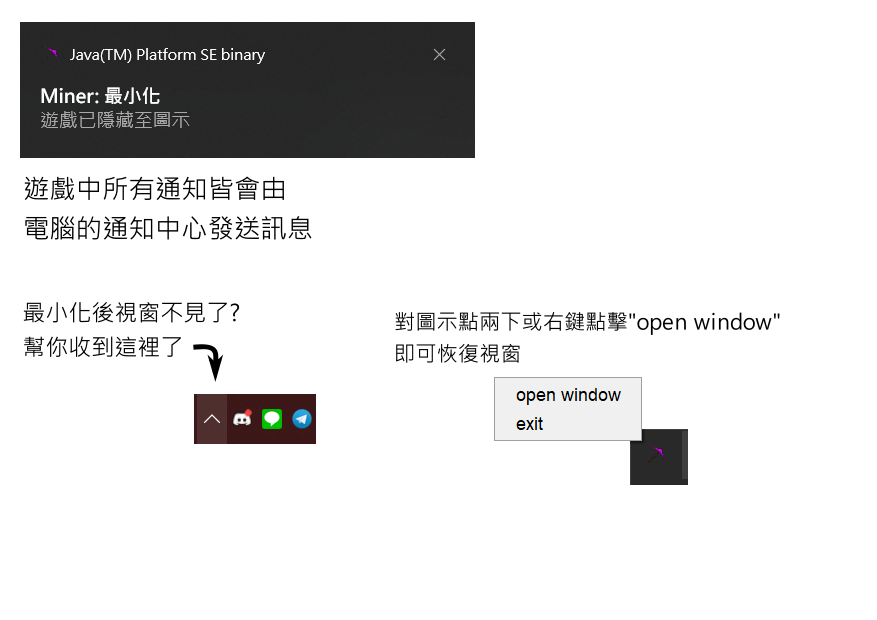 Java(TM) Platform SE binary
Miner: 最小化
遊戲已隱藏至圖示
遊戲中所有通知皆會由
電腦的通知中心發送訊息
最小化後視窗不見了?
幫你收到這裡了
對圖示點兩下或右鍵點擊"open window"
即可恢復視窗
open window
exit